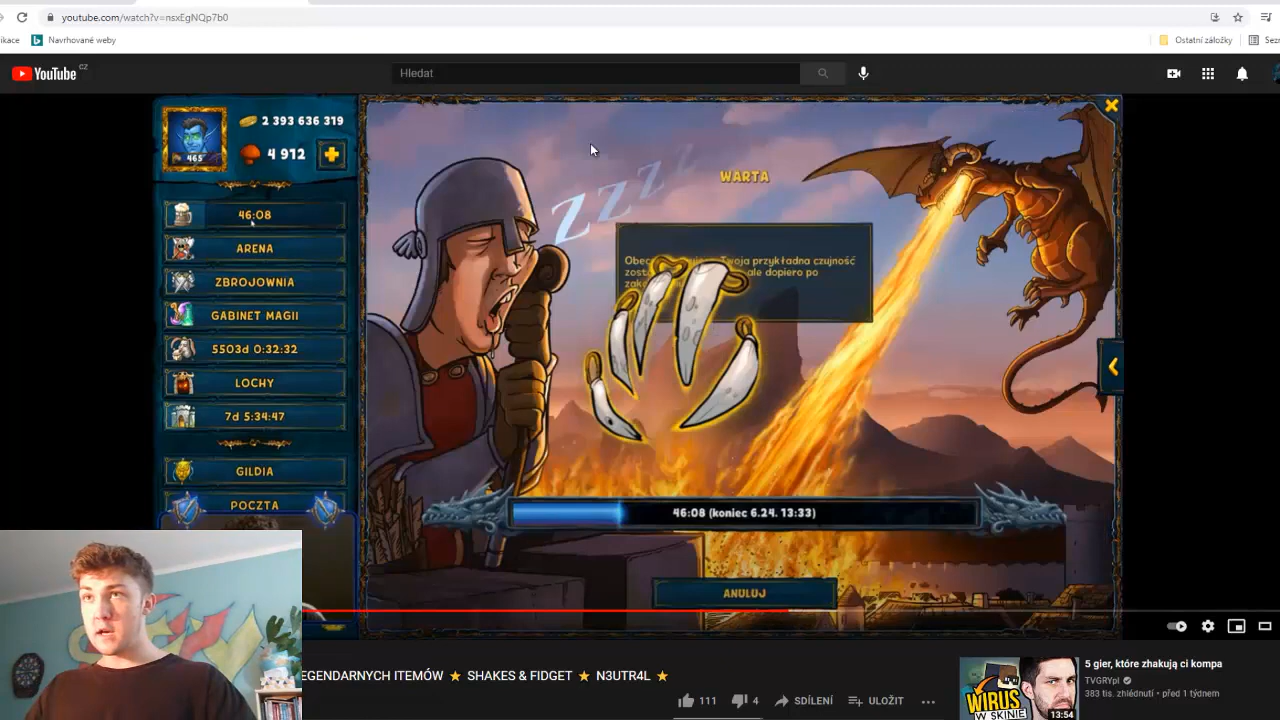 youtube.com/watch?v=nsxEgNQp7b0
ikace Navrhované weby Ostatní záložky
YouTube CZ
Hledat
465
2 393 636 319
4 912
46:08
ARENA
ZBROJOWNIA
GABINET MAGII
5503d 0:32:32
LOCHY
7d 5:34:47
GILDIA
POCZTA
ZZZZZ
WARTA
Twoja przykładna czujność
ale dopiero po
46:08 (koniec 6.24. 13:33)
ANULUJ
EGENDARNYCH ITEMÓW ★ SHAKES & FIDGET ★ N3UTR4L ★
111 4 SDÍLENÍ ULOŽIT ...
WIRUS
W SKINIE
13:54
5 gier, które zhakują ci kompa
TVGRYpl
383 tis. zhlédnutí • před 1 týdnem